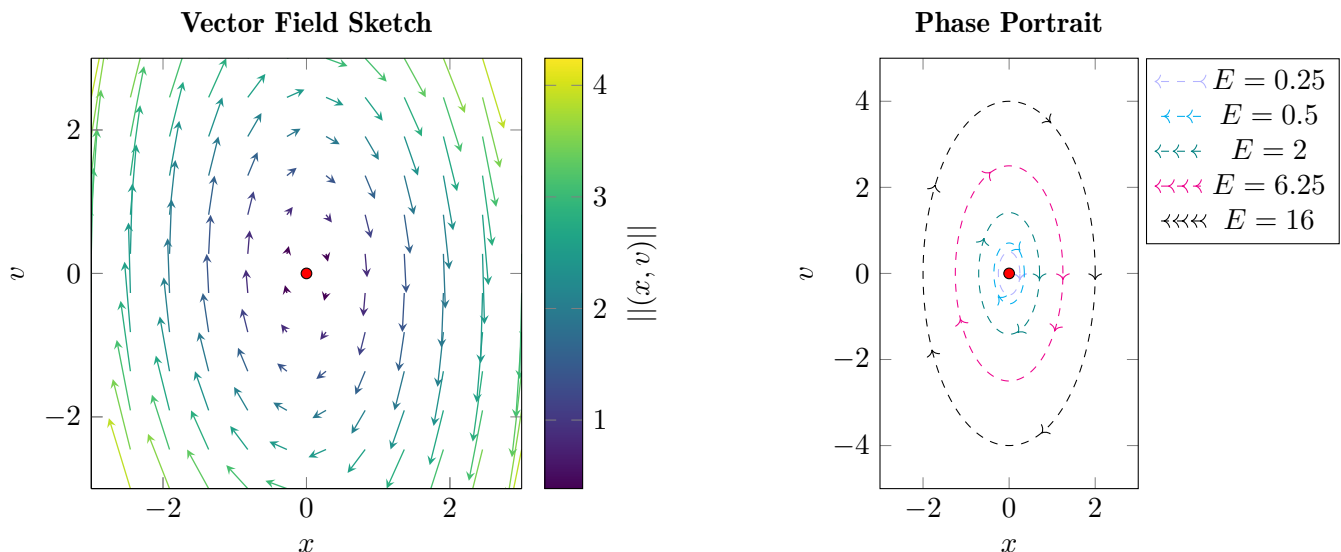 Vector Field Sketch
2
0
−2
v
−2
0
2
x
4
3
2
1
||(x, v)||
Phase Portrait
4
2
0
−2
−4
v
−2
0
2
x
E = 0.25
E = 0.5
E = 2
E = 6.25
E = 16